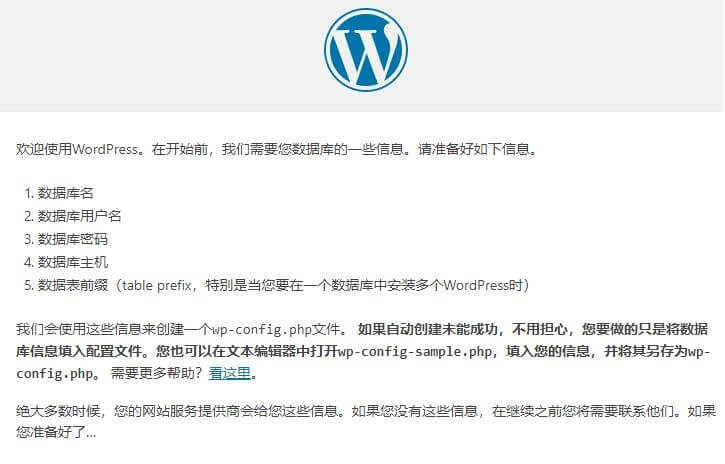 欢迎使用WordPress。在开始前，我们需要您数据库的一些信息。请准备好如下信息。
1. 数据库名
2. 数据库用户名
3. 数据库密码
4. 数据库主机
5. 数据表前缀（table prefix，特别是当您要在一个数据库中安装多个WordPress时）
我们会使用这些信息来创建一个wp-config.php文件。 如果自动创建未能成功，不用担心，您要做的只是将数据
库信息填入配置文件。您也可以在文本编辑器中打开wp-config-sample.php，填入您的信息，并将其另存为wp-
config.php。 需要更多帮助？看这里。
绝大多数时候，您的网站服务提供商会给您这些信息。如果您没有这些信息，在继续之前您将需要联系他们。如果
您准备好了…